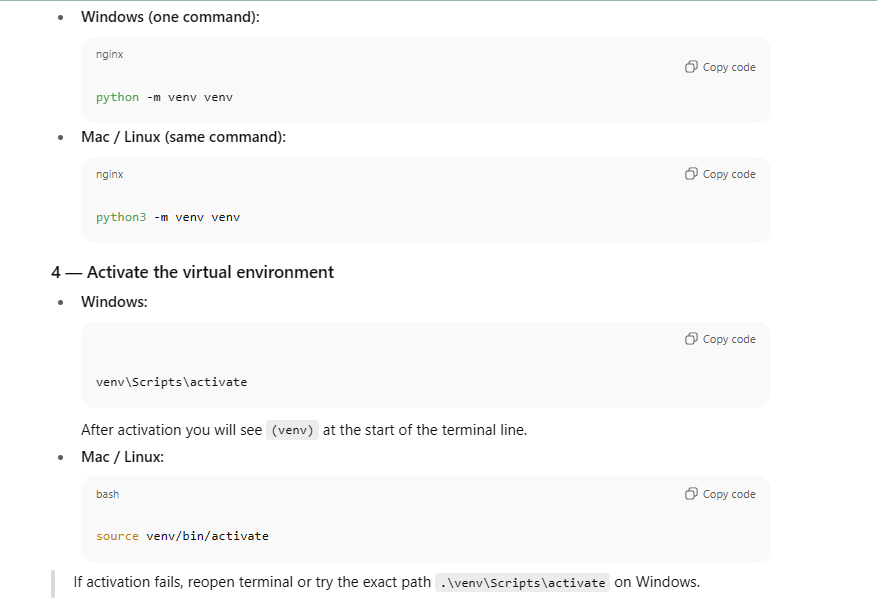 Windows (one command):
nginx
Copy code
python -m venv venv
Mac / Linux (same command):
nginx
Copy code
python3 -m venv venv
4 — Activate the virtual environment
Windows:
Copy code
venv\Scripts\activate
After activation you will see (venv) at the start of the terminal line.
Mac / Linux:
bash
Copy code
source venv/bin/activate
If activation fails, reopen terminal or try the exact path .\venv\Scripts\activate on Windows.